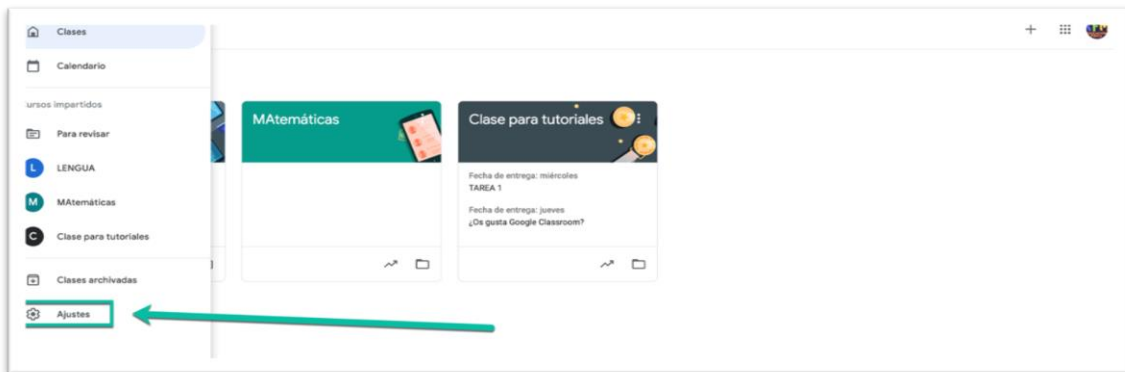 Clases
Calendario
ursos impartidos
Para revisar
L LENGUA
M MAtemáticas
C Clase para tutoriales
Clases archivadas
Ajustes
MAtemáticas
Clase para tutoriales
Fecha de entrega: miércoles
TAREA 1
Fecha de entrega: jueves
¿Os gusta Google Classroom?